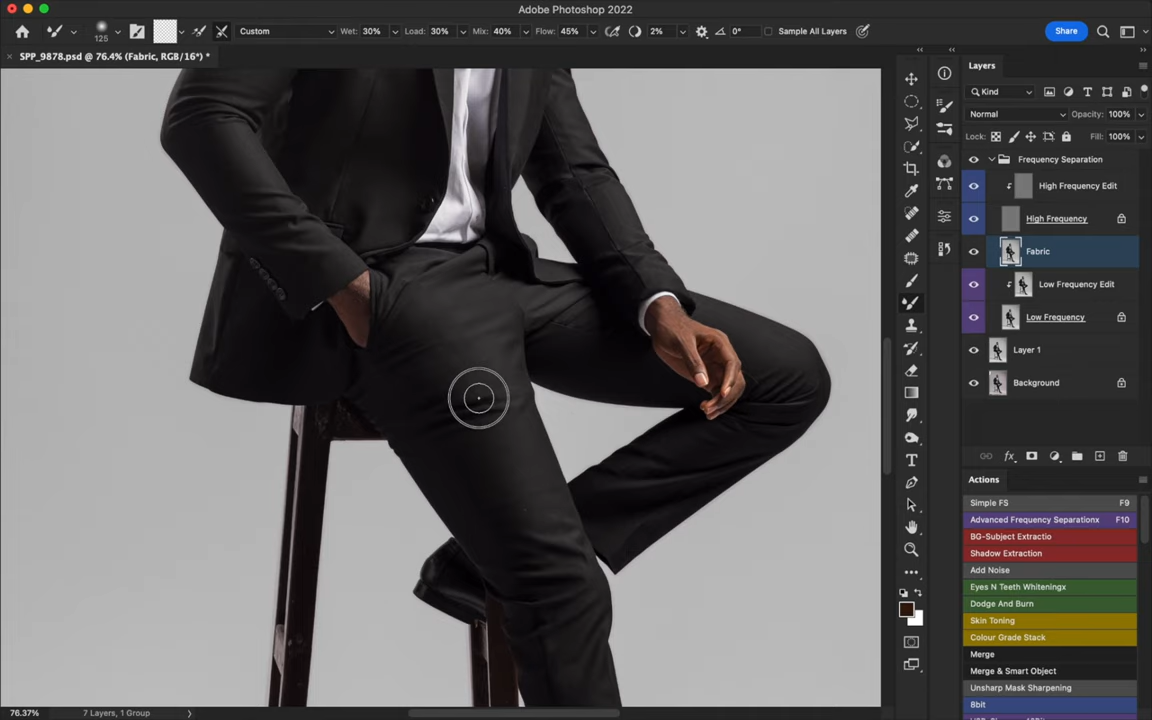 Adobe Photoshop 2022
125
Custom
Wet: 30%
Load: 30%
Mix: 40%
Flow: 45%
2%
0°
Sample All Layers
Share
× SPP_9878.psd @ 76.4% (Fabric, RGB/16*) *
Layers
Kind
Normal
Opacity: 100%
Lock:
Fill: 100%
Frequency Separation
High Frequency Edit
High Frequency
Fabric
Low Frequency Edit
Low Frequency
Layer 1
Background
fx
Actions
Simple FS F9
Advanced Frequency Separationx F10
BG-Subject Extractio
Shadow Extraction
Add Noise
Eyes N Teeth Whiteningx
Dodge And Burn
Skin Toning
Colour Grade Stack
Merge
Merge & Smart Object
Unsharp Mask Sharpening
8bit
76.37%
7 Layers, 1 Group